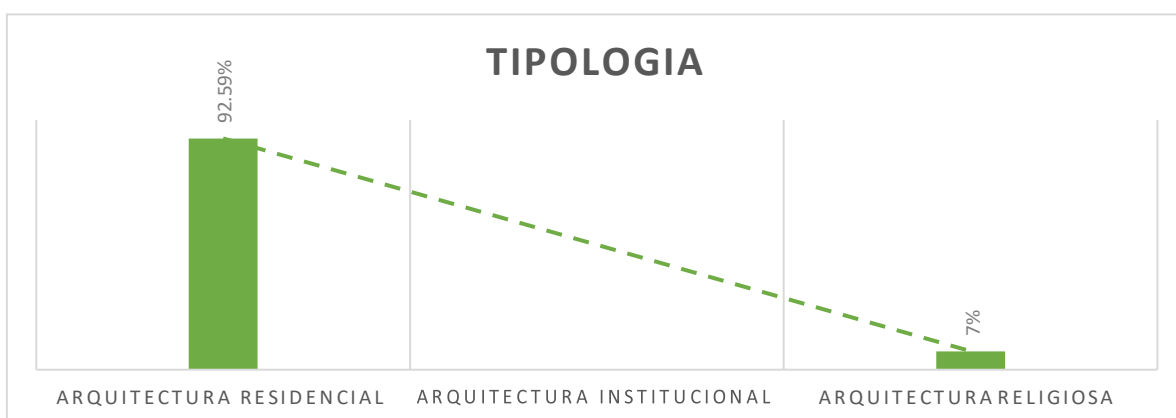 TIPOLOGIA
92.59%
7%
ARQUITECTURA RESIDENCIAL
ARQUITECTURA INSTITUCIONAL
ARQUITECTURA RELIGIOSA